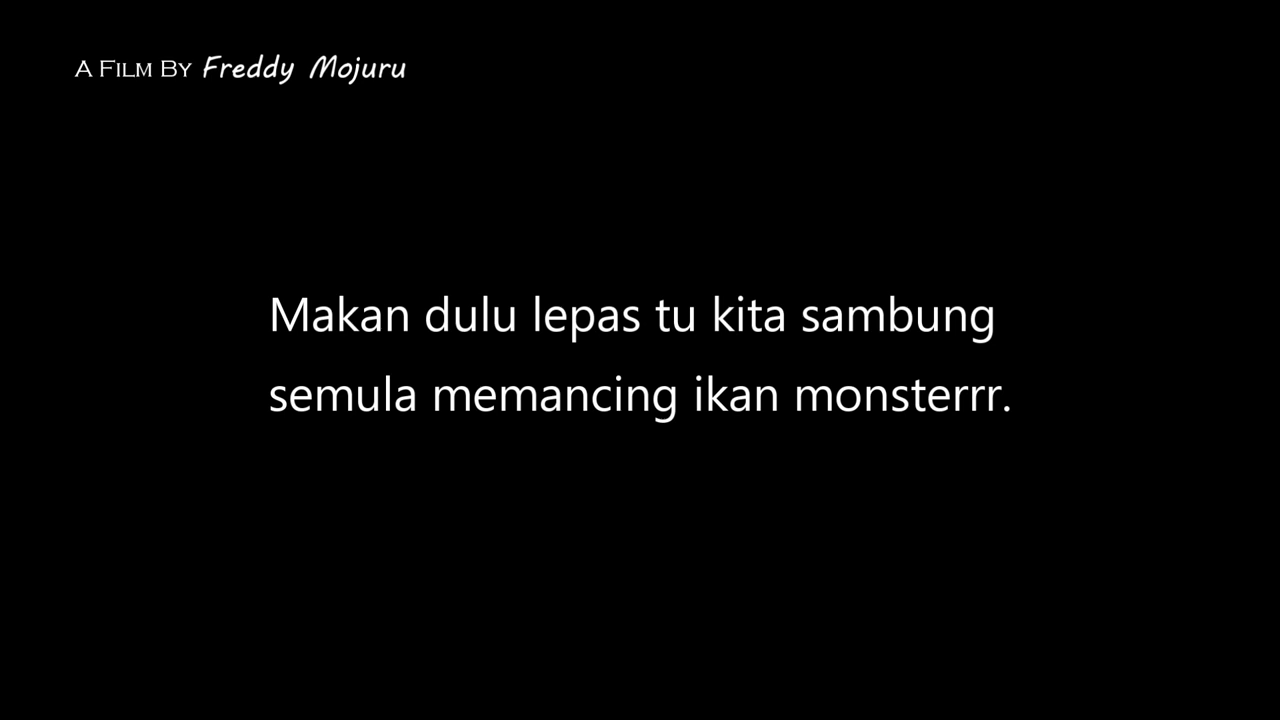 A Film By Freddy Mojuru
Makan dulu lepas tu kita sambung
semula memancing ikan monsterrr.